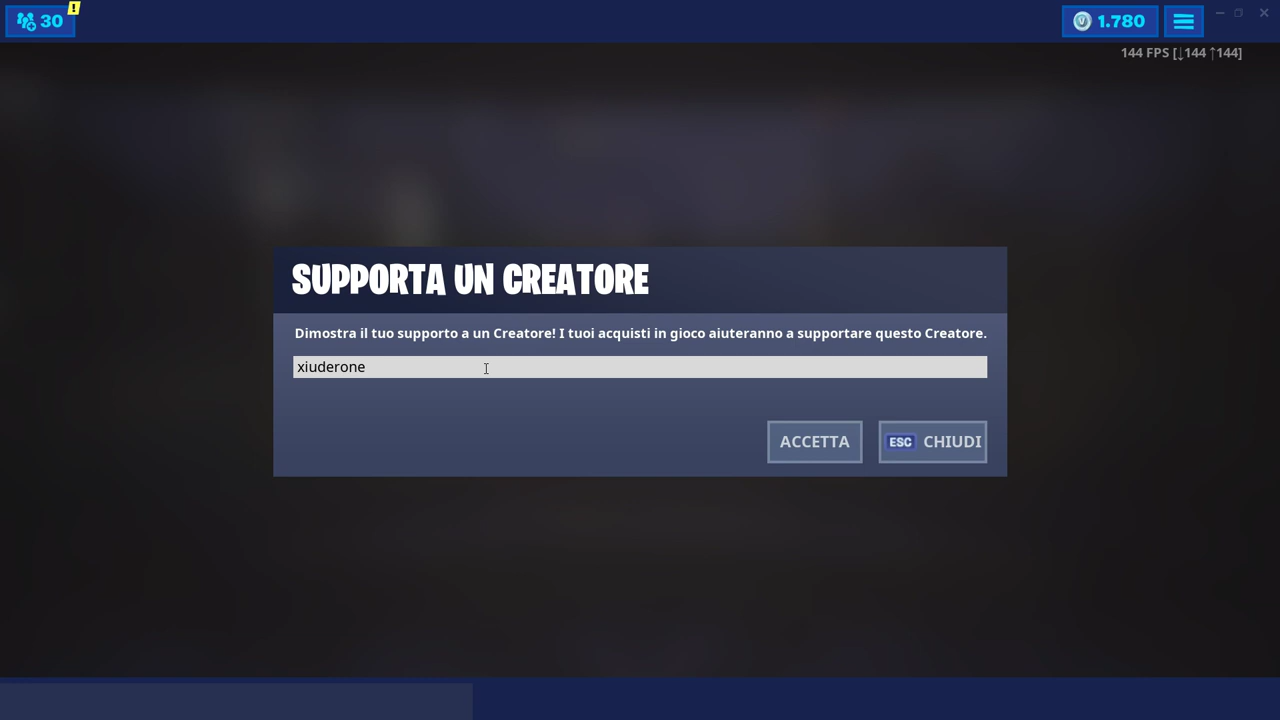 30
!
1.780
144 FPS [↓144 ↑144]
SUPPORTA UN CREATORE
Dimostra il tuo supporto a un Creatore! I tuoi acquisti in gioco aiuteranno a supportare questo Creatore.
xiuderone
ACCETTA
ESC CHIUDI